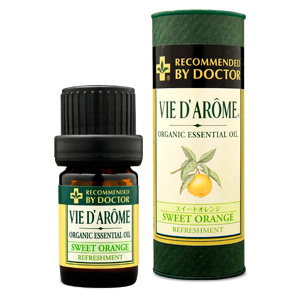 RECOMMENDED
BY DOCTOR
VIE D'ARÔME®
ORGANIC ESSENTIAL OIL
スイートオレンジ
SWEET ORANGE
REFRESHMENT
RECOMMENDED
BY DOCTOR
VIE D'ARÔME
ORGANIC ESSENTIAL OIL
SWEET ORANGE
REFRESHMENT